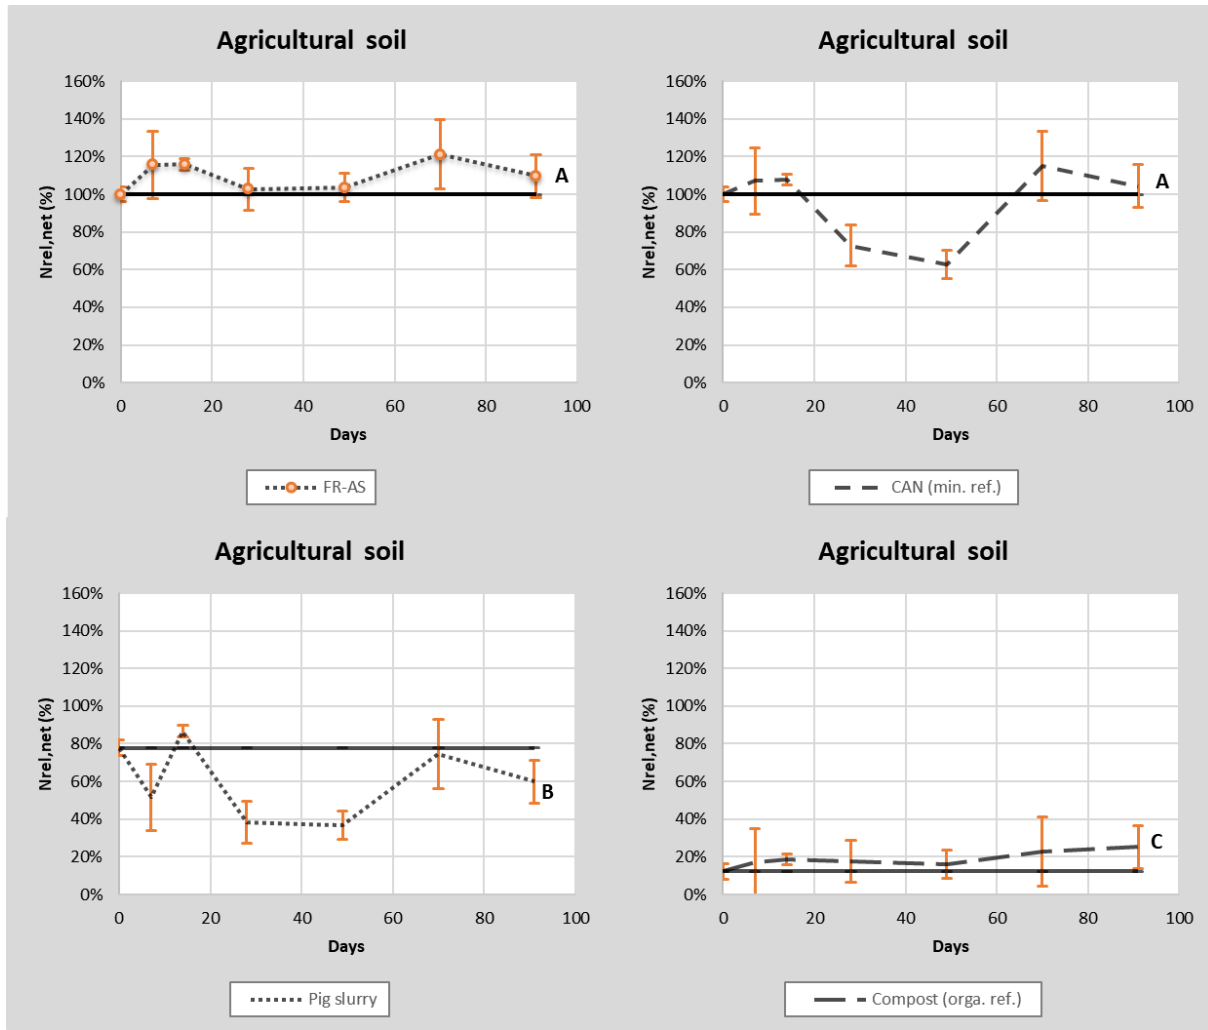 Agricultural soil
160%
140%
120%
100%
80%
60%
40%
20%
0%
Nrel,net (%)
A
0 20 40 60 80 100
Days
FR-AS
Agricultural soil
160%
140%
120%
100%
80%
60%
40%
20%
0%
Nrel,net (%)
A
0 20 40 60 80 100
Days
CAN (min. ref.)
Agricultural soil
160%
140%
120%
100%
80%
60%
40%
20%
0%
Nrel,net (%)
B
0 20 40 60 80 100
Days
Pig slurry
Agricultural soil
160%
140%
120%
100%
80%
60%
40%
20%
0%
Nrel,net (%)
C
0 20 40 60 80 100
Days
Compost (orga. ref.)